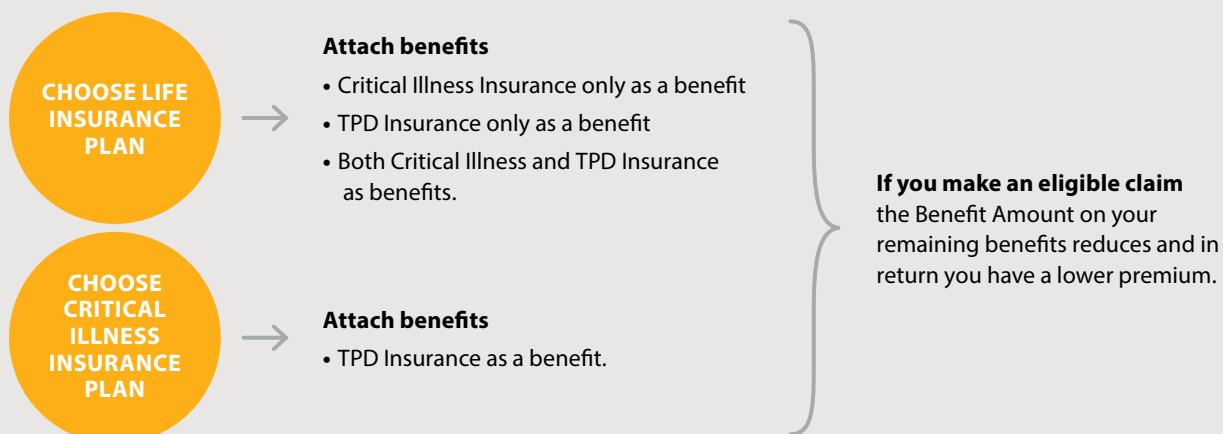 CHOOSE LIFE
INSURANCE
PLAN
Attach benefits
• Critical Illness Insurance only as a benefit
• TPD Insurance only as a benefit
• Both Critical Illness and TPD Insurance
as benefits.
CHOOSE
CRITICAL
ILLNESS
INSURANCE
PLAN
Attach benefits
• TPD Insurance as a benefit.
If you make an eligible claim
the Benefit Amount on your
remaining benefits reduces and in
return you have a lower premium.